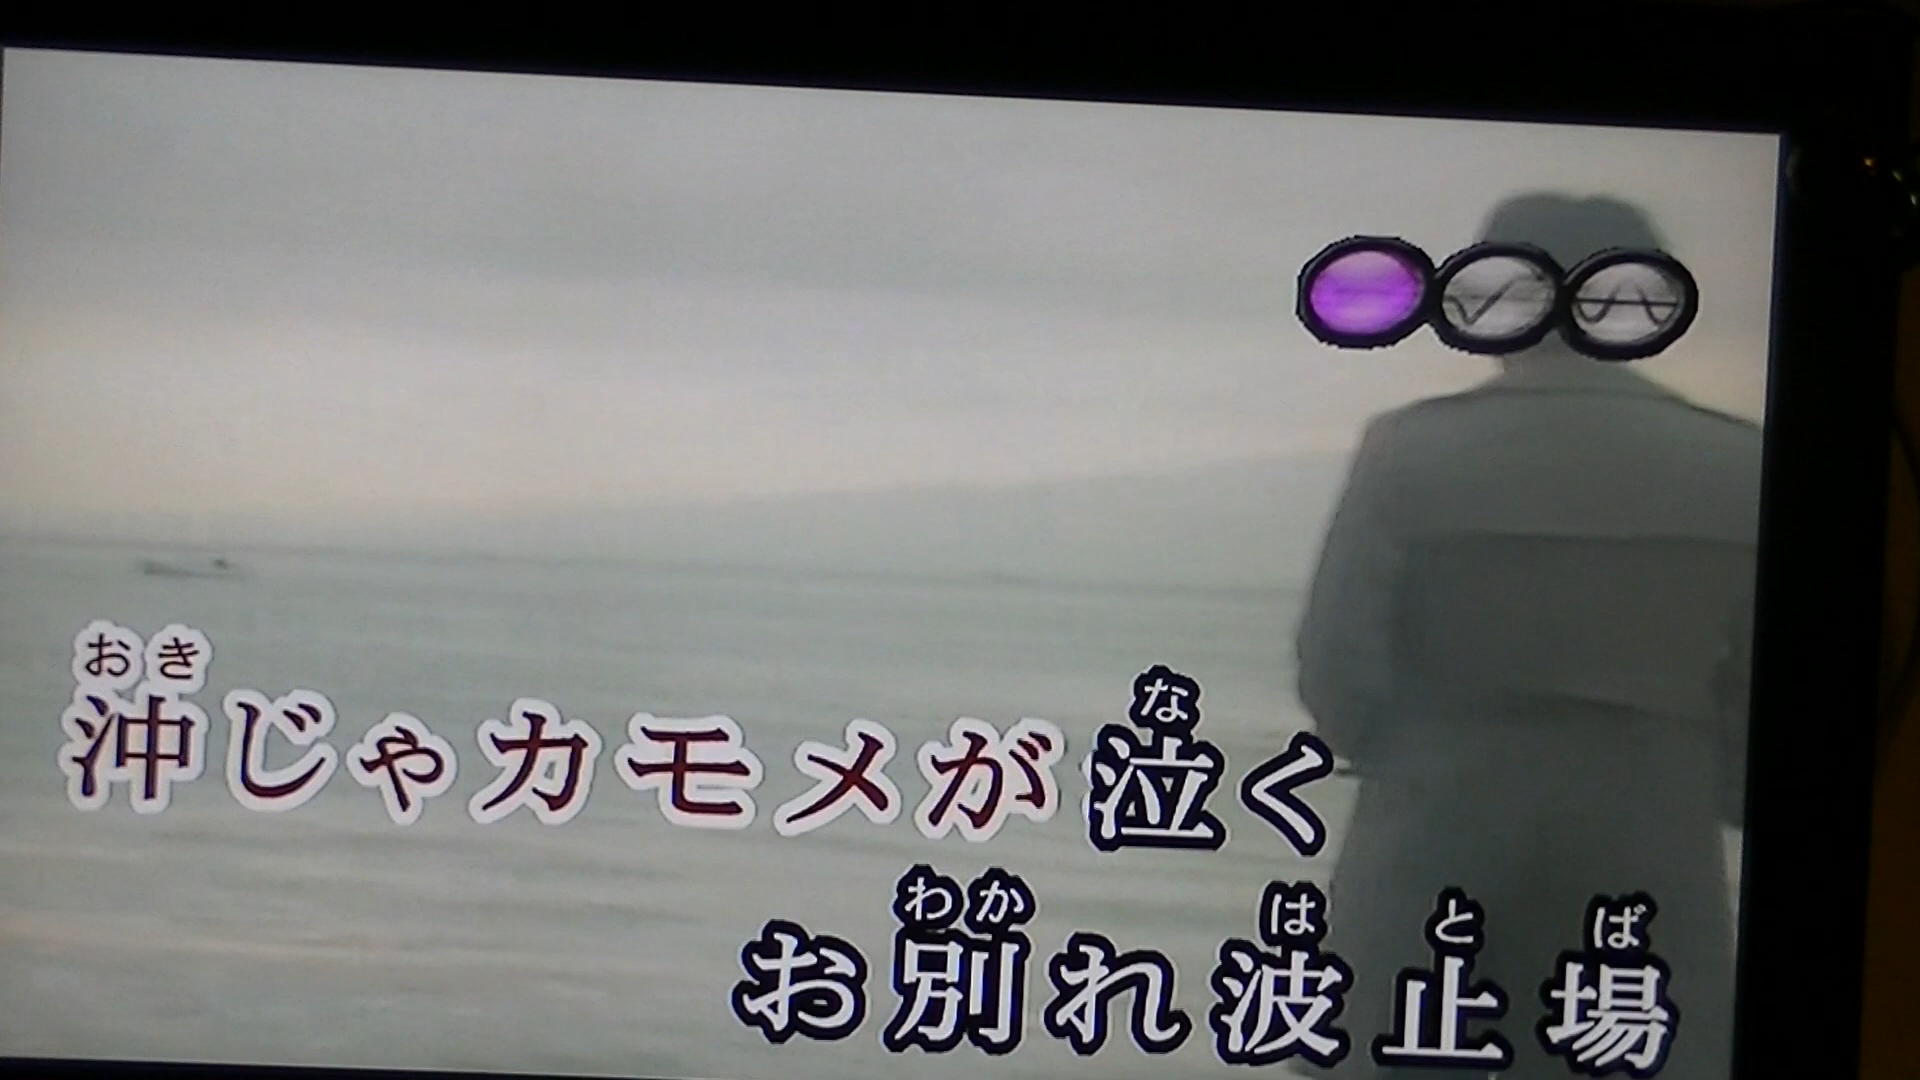 おき
沖じゃカモメが泣く
な
お別れ波止場
わか は と ば